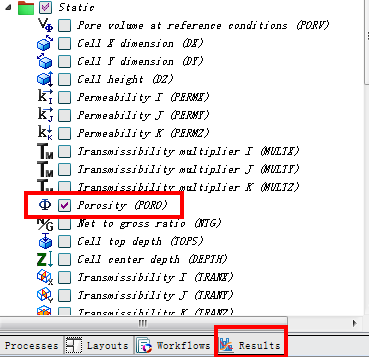 Static
Pore volume at reference conditions (PORV)
Cell X dimension (DX)
Cell Y dimension (DY)
Cell height (DZ)
Permeability I (PERMX)
Permeability J (PERMY)
Permeability K (PERMZ)
Transmissibility multiplier I (MULTX)
Transmissibility multiplier J (MULTY)
Transmissibility multiplier K (MULTZ)
Porosity (PORO)
Net to gross ratio (NTG)
Cell top depth (TOPS)
Cell center depth (DEPTH)
Transmissibility I (TRANX)
Transmissibility J (TRANY)
Transmissibility K (TRANZ)
Processes Layouts Workflows Results